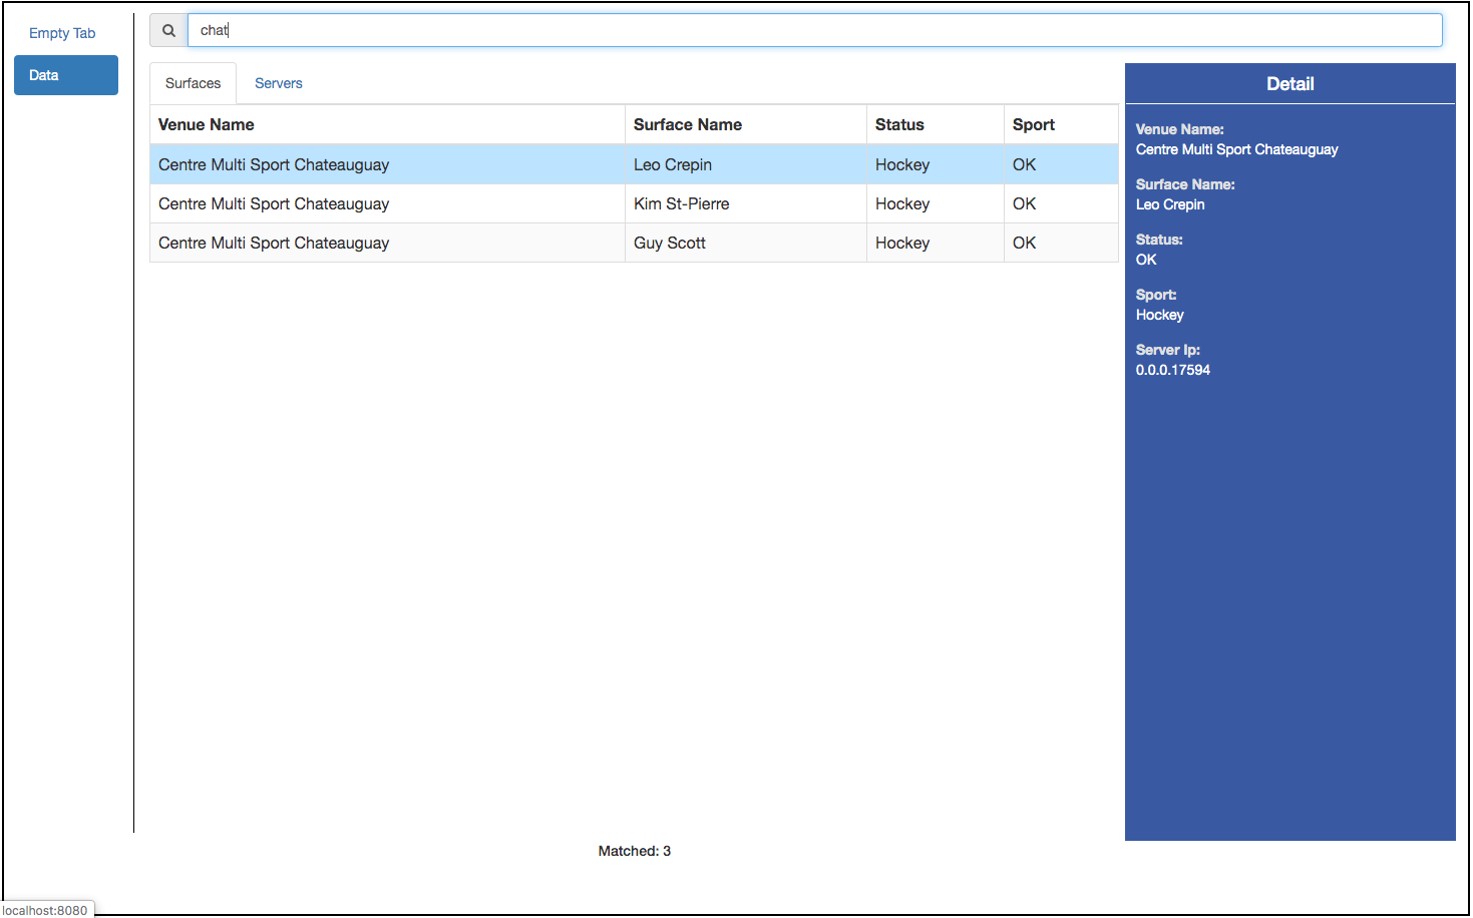 Empty Tab
Data
chat
Surfaces Servers
Venue Name Surface Name Status Sport
Centre Multi Sport Chateauguay Leo Crepin Hockey OK
Centre Multi Sport Chateauguay Kim St-Pierre Hockey OK
Centre Multi Sport Chateauguay Guy Scott Hockey OK
Detail
Venue Name:
Centre Multi Sport Chateauguay
Surface Name:
Leo Crepin
Status:
OK
Sport:
Hockey
Server Ip:
0.0.0.17594
Matched: 3
localhost:8080